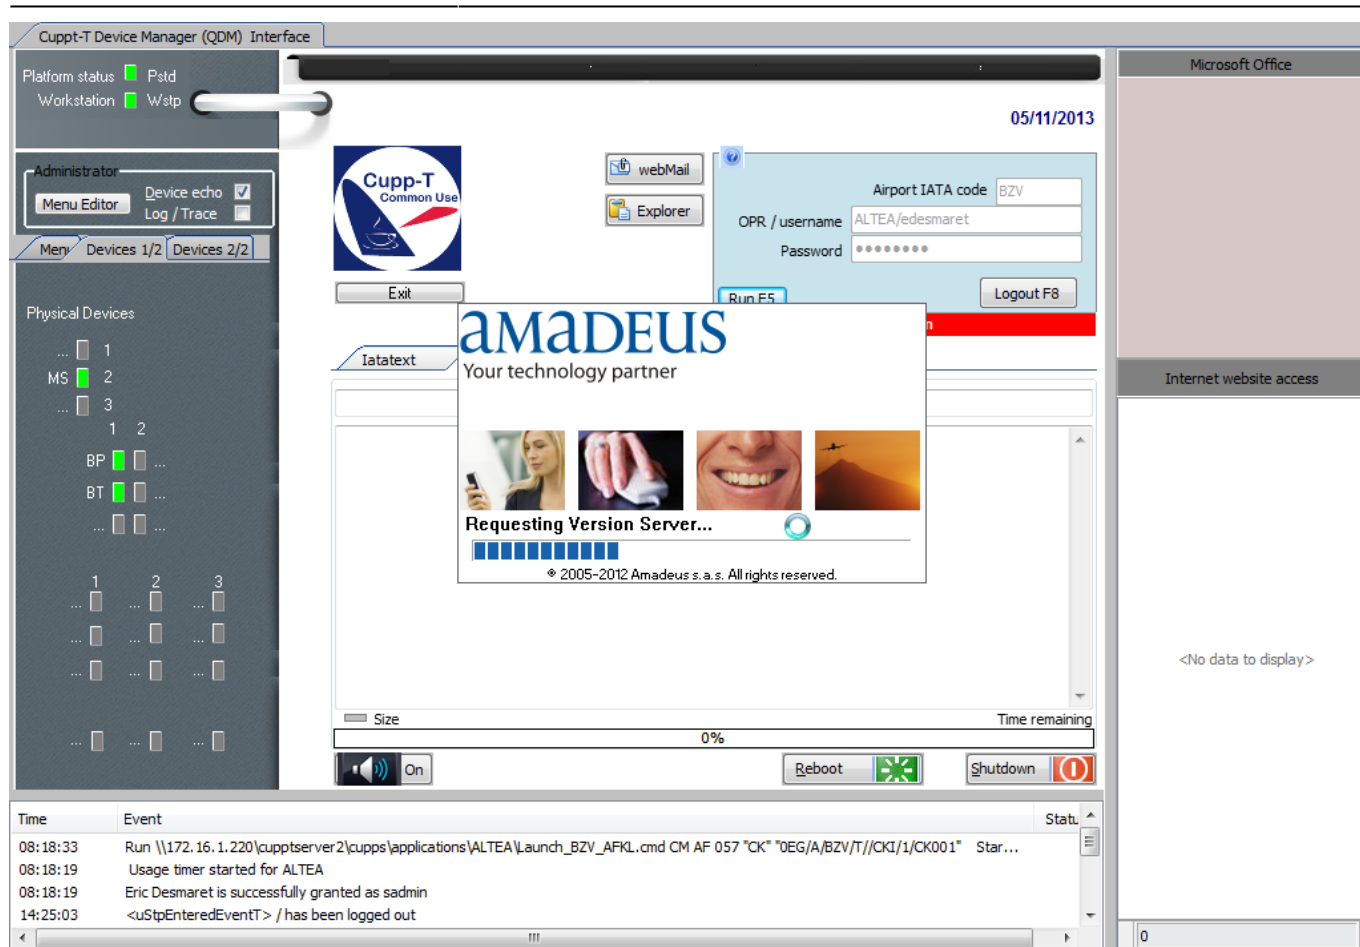 Cuppt-T Device Manager (QDM) Interface
Platform status Pstd
Workstation Wstp
Administrator
Menu Editor
Device echo
Log / Trace
Menu Devices 1/2 Devices 2/2
Physical Devices
... 1
MS 2
... 3
1 2
BP ...
BT ...
... ...
1 2 3
... ... ...
... ... ...
... ... ...
... ... ...
05/11/2013
Cupp-T
Common Use
Exit
webMail
Explorer
Airport IATA code BZV
OPR / username ALTEA/edesmaret
Password ••••••••
Run F5
Logout F8
Iatatext
aMaDEUS
Your technology partner
Requesting Version Server...
© 2005-2012 Amadeus s.a.s. All rights reserved.
Size Time remaining
0%
On
Reboot
Shutdown
Microsoft Office
Internet website access
<No data to display>
0
Time Event Statu
08:18:33 Run \\172.16.1.220\cupptserver2\cupps\applications\ALTEA\Launch_BZV_AFKL.cmd CM AF 057 "CK" "0EG/A/BZV/T//CKI/1/CK001" Star...
08:18:19 Usage timer started for ALTEA
08:18:19 Eric Desmaret is successfully granted as sadmin
14:25:03 <uStpEnteredEventT> / has been logged out